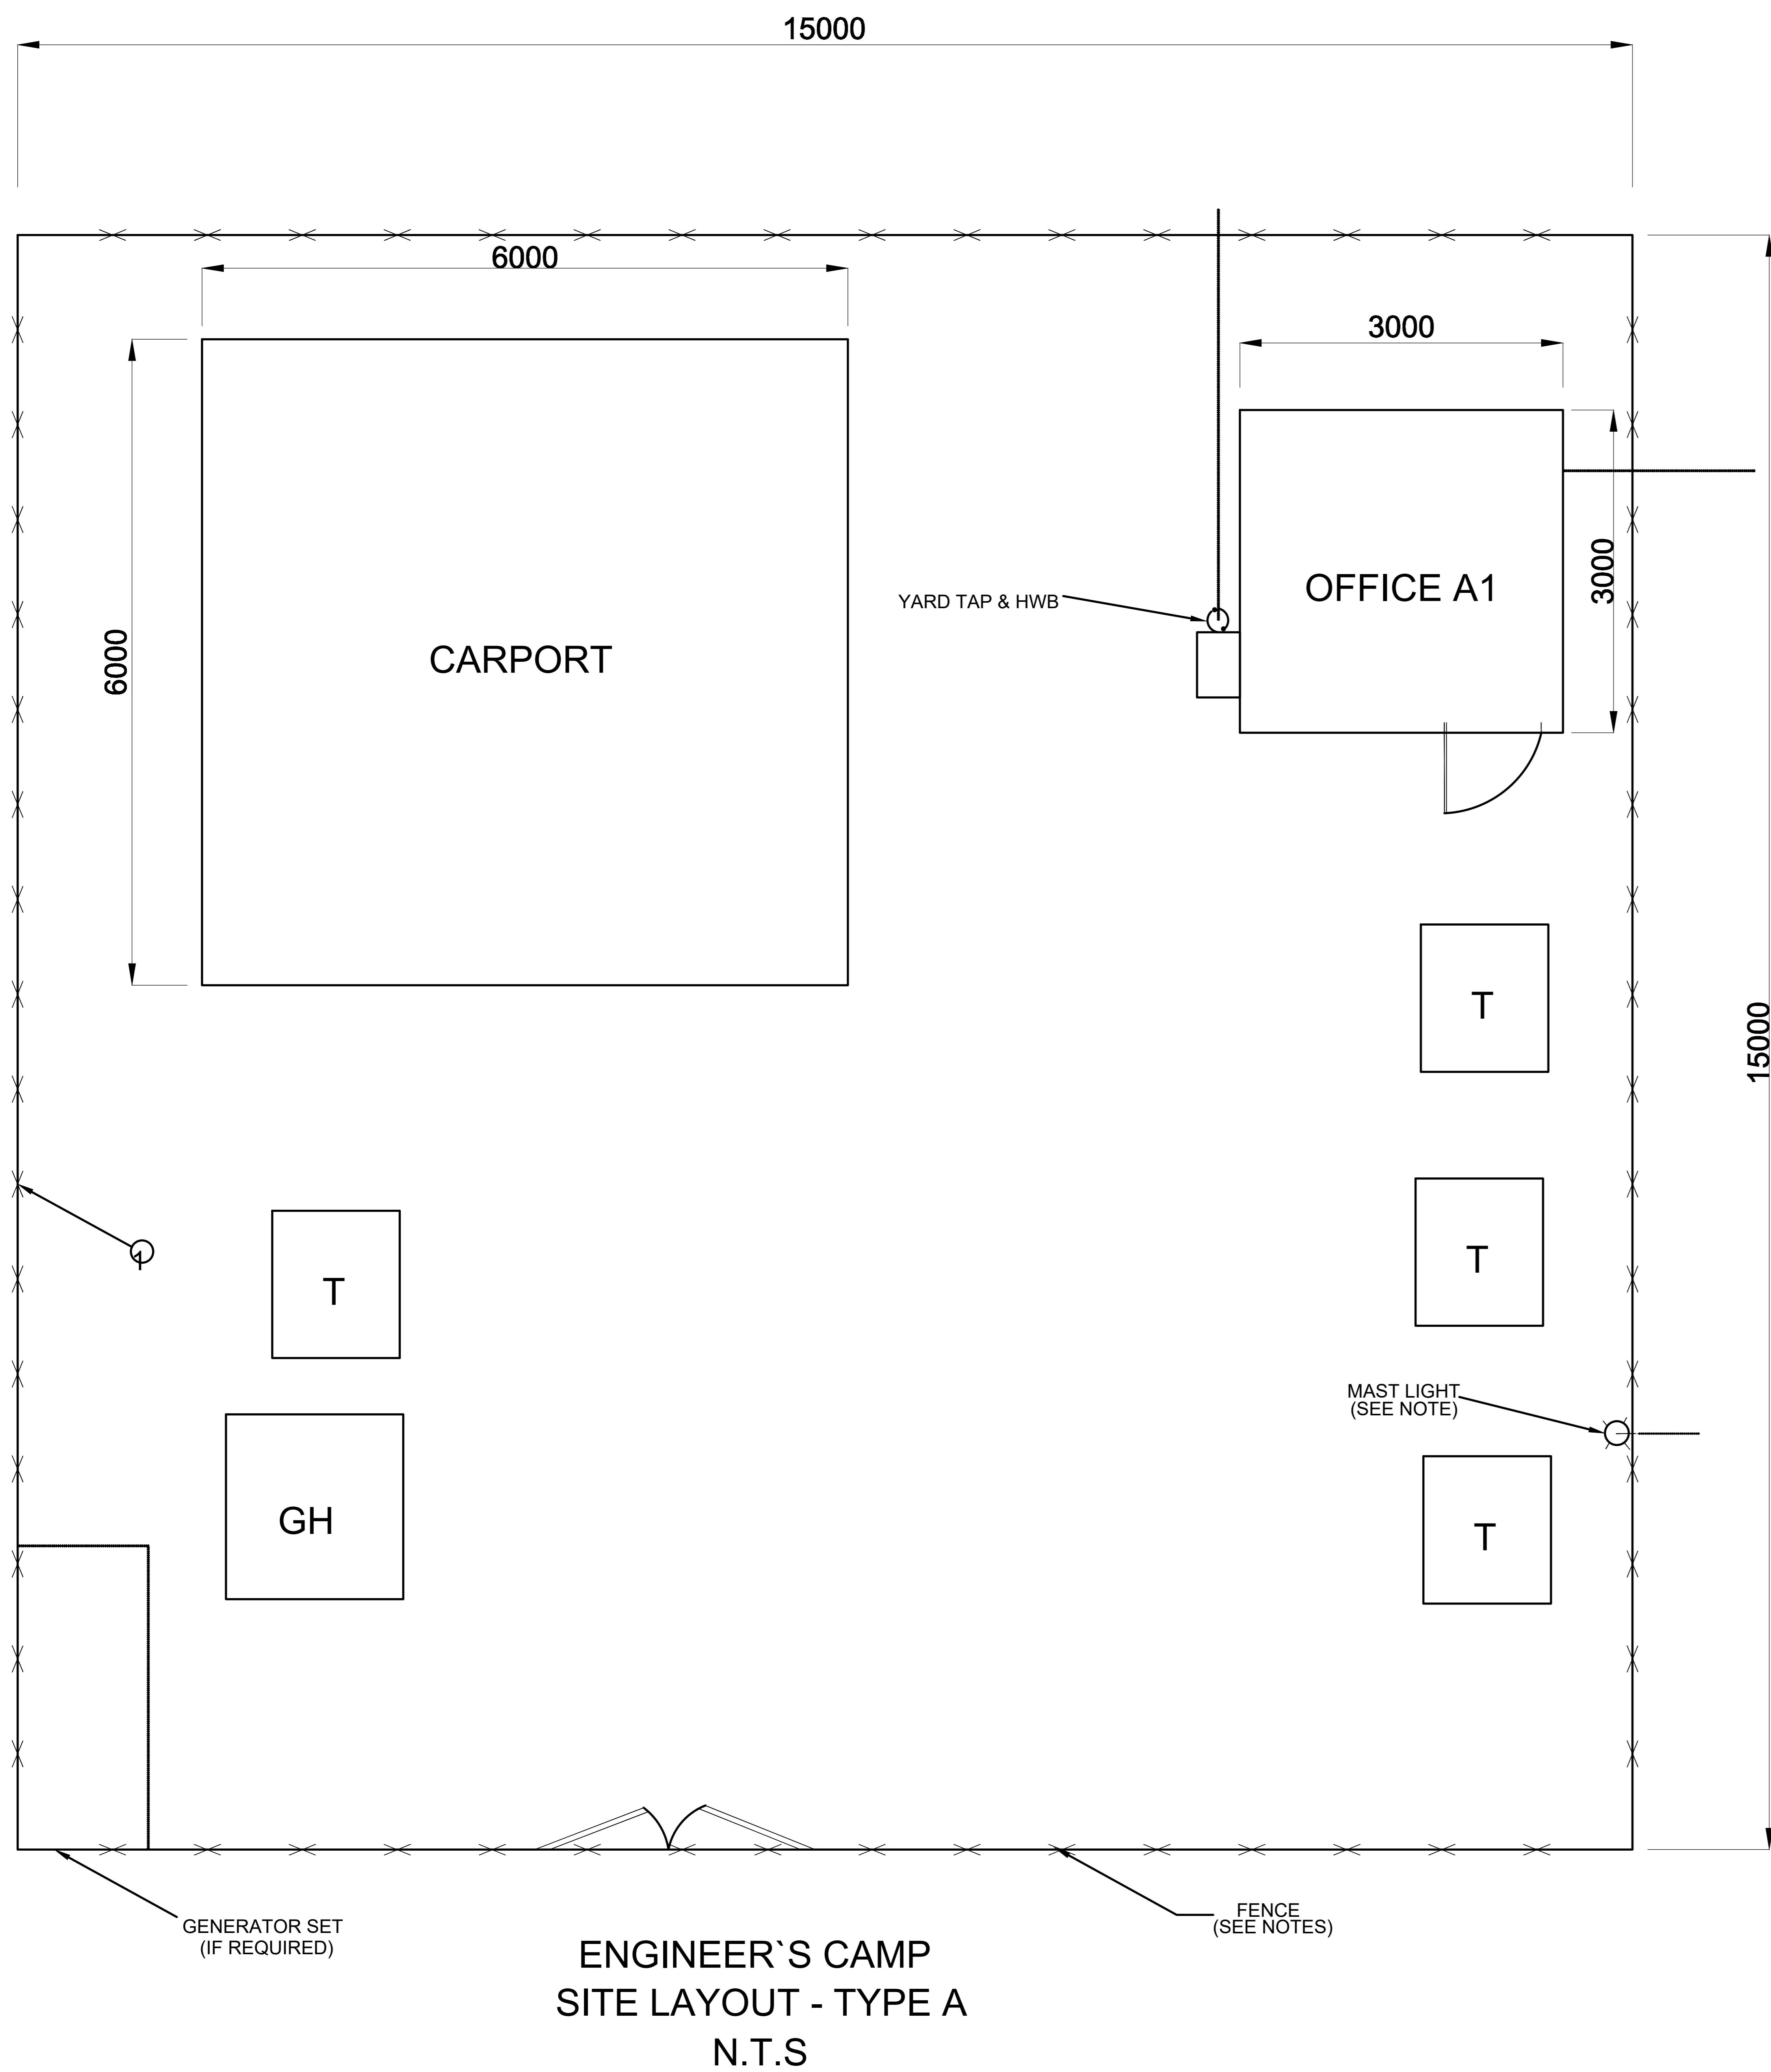 15000
6000
3000
3000
OFFICE A1
YARD TAP & HWB
6000
CARPORT
T
15000
T
1
T
MAST LIGHT
(SEE NOTE)
GH
T
GENERATOR SET
(IF REQUIRED)
FENCE
(SEE NOTES)
ENGINEER`S CAMP
SITE LAYOUT - TYPE A
N.T.S